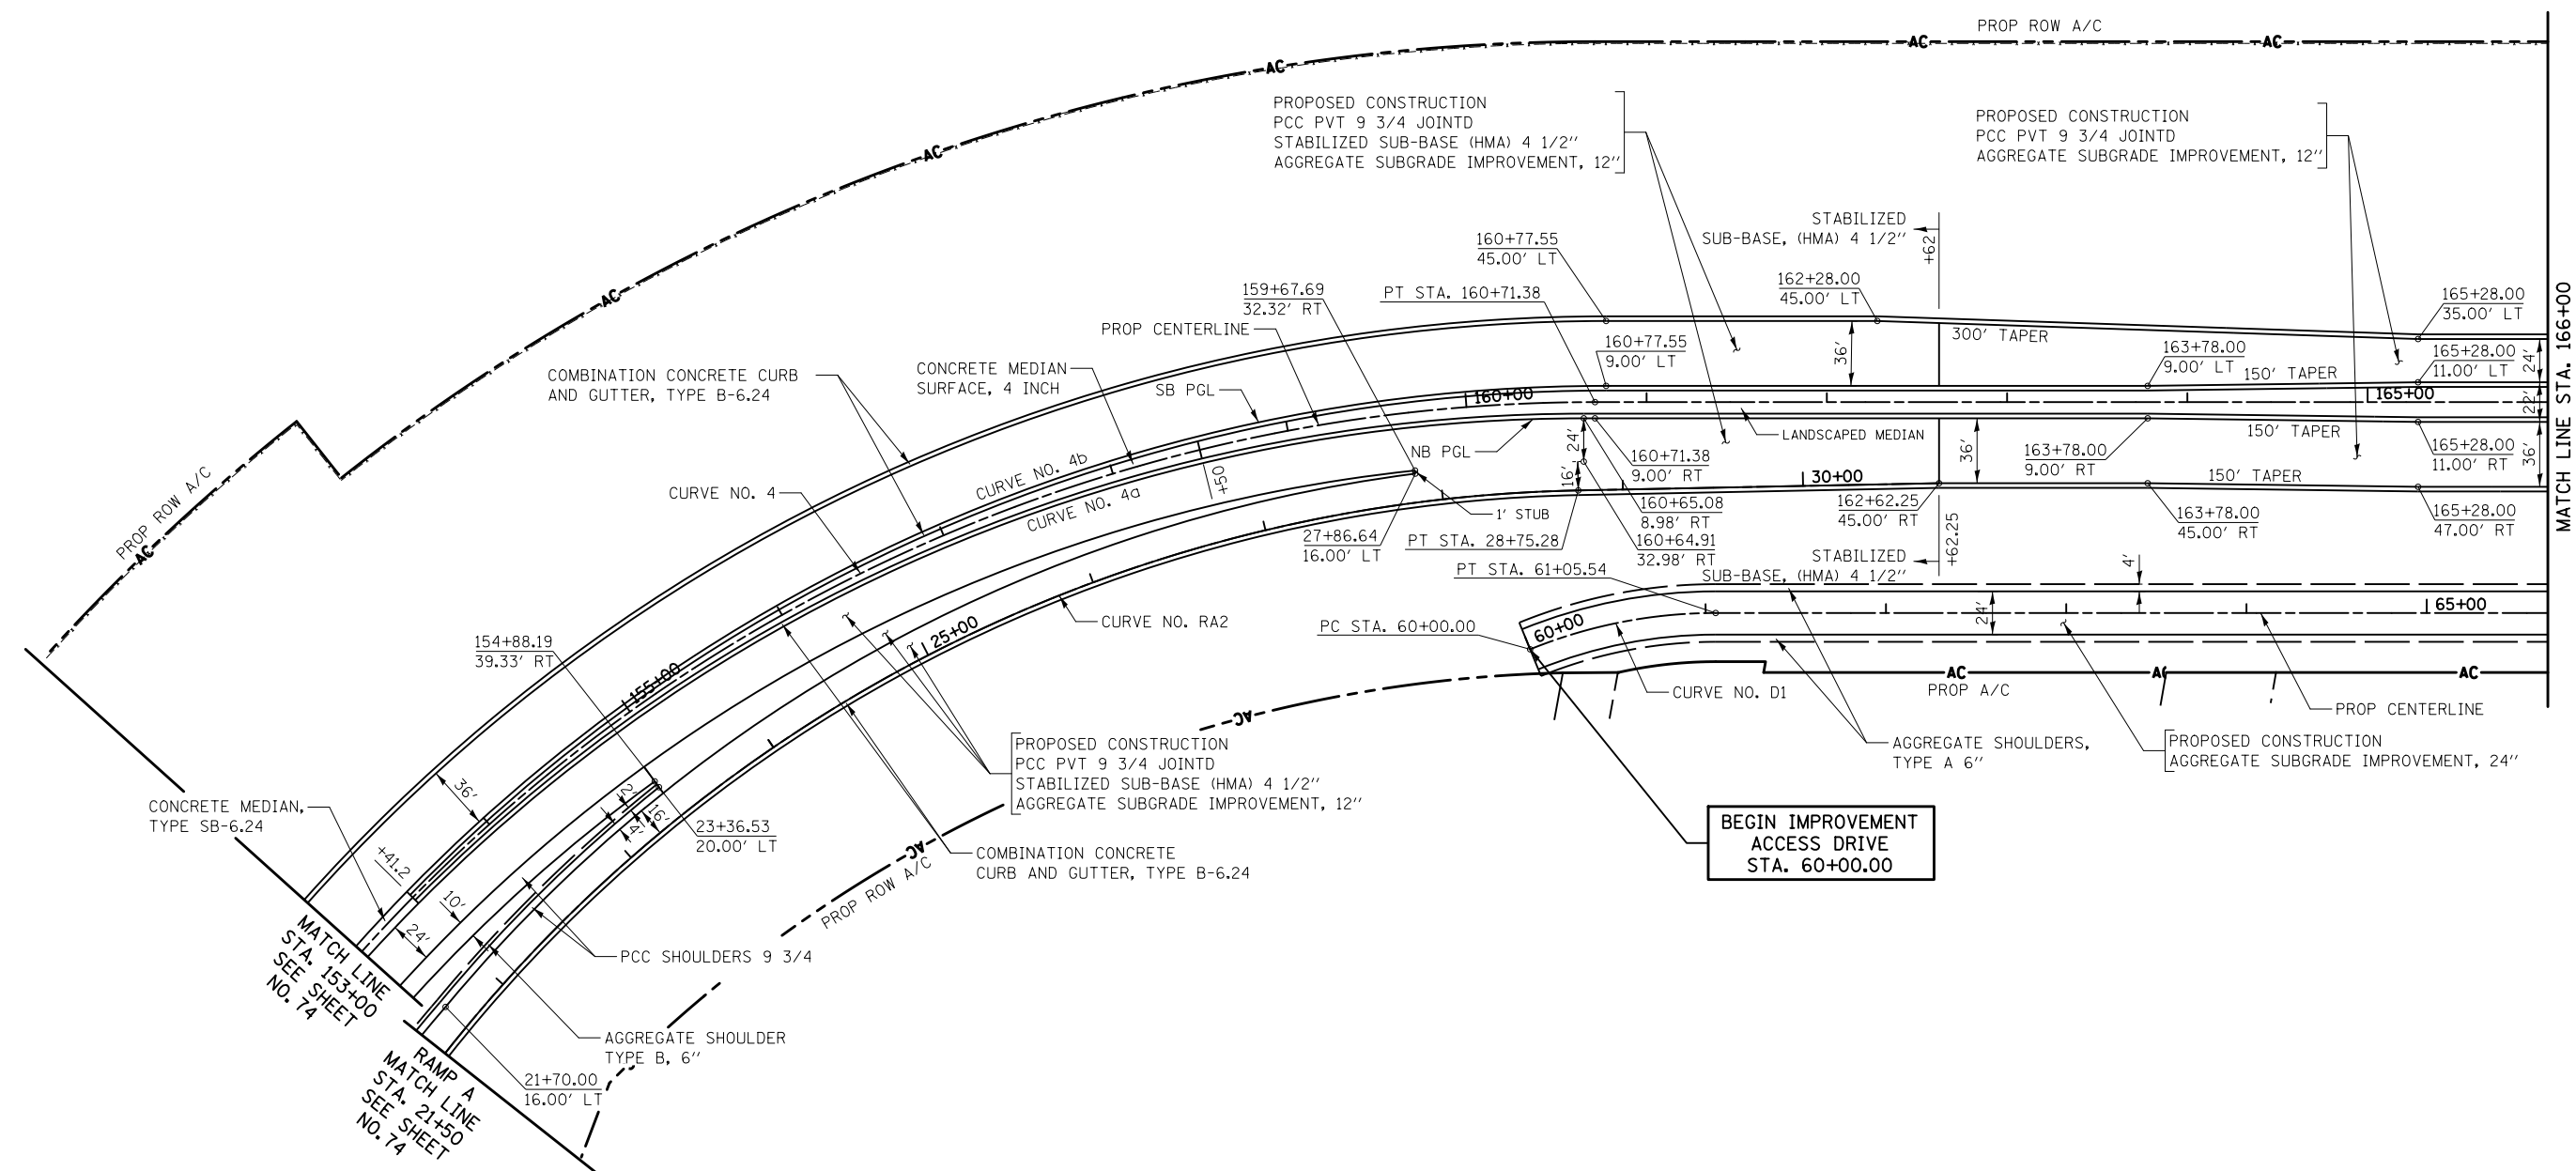 PROP ROW A/C
AC
AC
AC
AC
AC
PROPOSED CONSTRUCTION
PCC PVT 9 3/4 JOINTD
STABILIZED SUB-BASE (HMA) 4 1/2"
AGGREGATE SUBGRADE IMPROVEMENT, 12"
PROPOSED CONSTRUCTION
PCC PVT 9 3/4 JOINTD
AGGREGATE SUBGRADE IMPROVEMENT, 12"
STABILIZED
SUB-BASE, (HMA) 4 1/2"
+62
160+77.55
45.00' LT
162+28.00
45.00' LT
165+28.00
35.00' LT
159+67.69
32.32' RT
PT STA. 160+71.38
PROP CENTERLINE
300' TAPER
160+77.55
9.00' LT
36'
163+78.00
9.00' LT
165+28.00
11.00' LT
24'
150' TAPER
COMBINATION CONCRETE CURB
AND GUTTER, TYPE B-6.24
CONCRETE MEDIAN
SURFACE, 4 INCH
SB PGL
160+00
165+00
22'
MATCH LINE STA. 166+00
LANDSCAPED MEDIAN
150' TAPER
NB PGL
24'
16'
160+71.38
9.00' RT
36'
163+78.00
9.00' RT
165+28.00
11.00' RT
36'
CURVE NO. 4b
+50
CURVE NO. 4
CURVE NO. 4a
30+00
150' TAPER
1' STUB
160+65.08
8.98' RT
162+62.25
45.00' RT
163+78.00
45.00' RT
165+28.00
47.00' RT
27+86.64
16.00' LT
PT STA. 28+75.28
160+64.91
32.98' RT
+62.25
STABILIZED
SUB-BASE, (HMA) 4 1/2"
4'
PT STA. 61+05.54
PROP ROW A/C
AC
CURVE NO. RA2
25+00
PC STA. 60+00.00
60+00
24'
65+00
154+88.19
39.33' RT
155+00
AC
AC
AC
PROP A/C
CURVE NO. D1
PROP CENTERLINE
AC
PROPOSED CONSTRUCTION
PCC PVT 9 3/4 JOINTD
STABILIZED SUB-BASE (HMA) 4 1/2"
AGGREGATE SUBGRADE IMPROVEMENT, 12"
AGGREGATE SHOULDERS,
TYPE A 6"
PROPOSED CONSTRUCTION
AGGREGATE SUBGRADE IMPROVEMENT, 24"
36'
CONCRETE MEDIAN,
TYPE SB-6.24
2'
16'
4'
23+36.53
20.00' LT
BEGIN IMPROVEMENT
ACCESS DRIVE
STA. 60+00.00
+41.2
AC
PROP ROW A/C
COMBINATION CONCRETE
CURB AND GUTTER, TYPE B-6.24
10'
24'
PCC SHOULDERS 9 3/4
MATCH LINE
STA. 153+00
SEE SHEET
NO. 74
AGGREGATE SHOULDER
TYPE B, 6"
RAMP A
MATCH LINE
STA. 21+50
SEE SHEET
NO. 74
21+70.00
16.00' LT